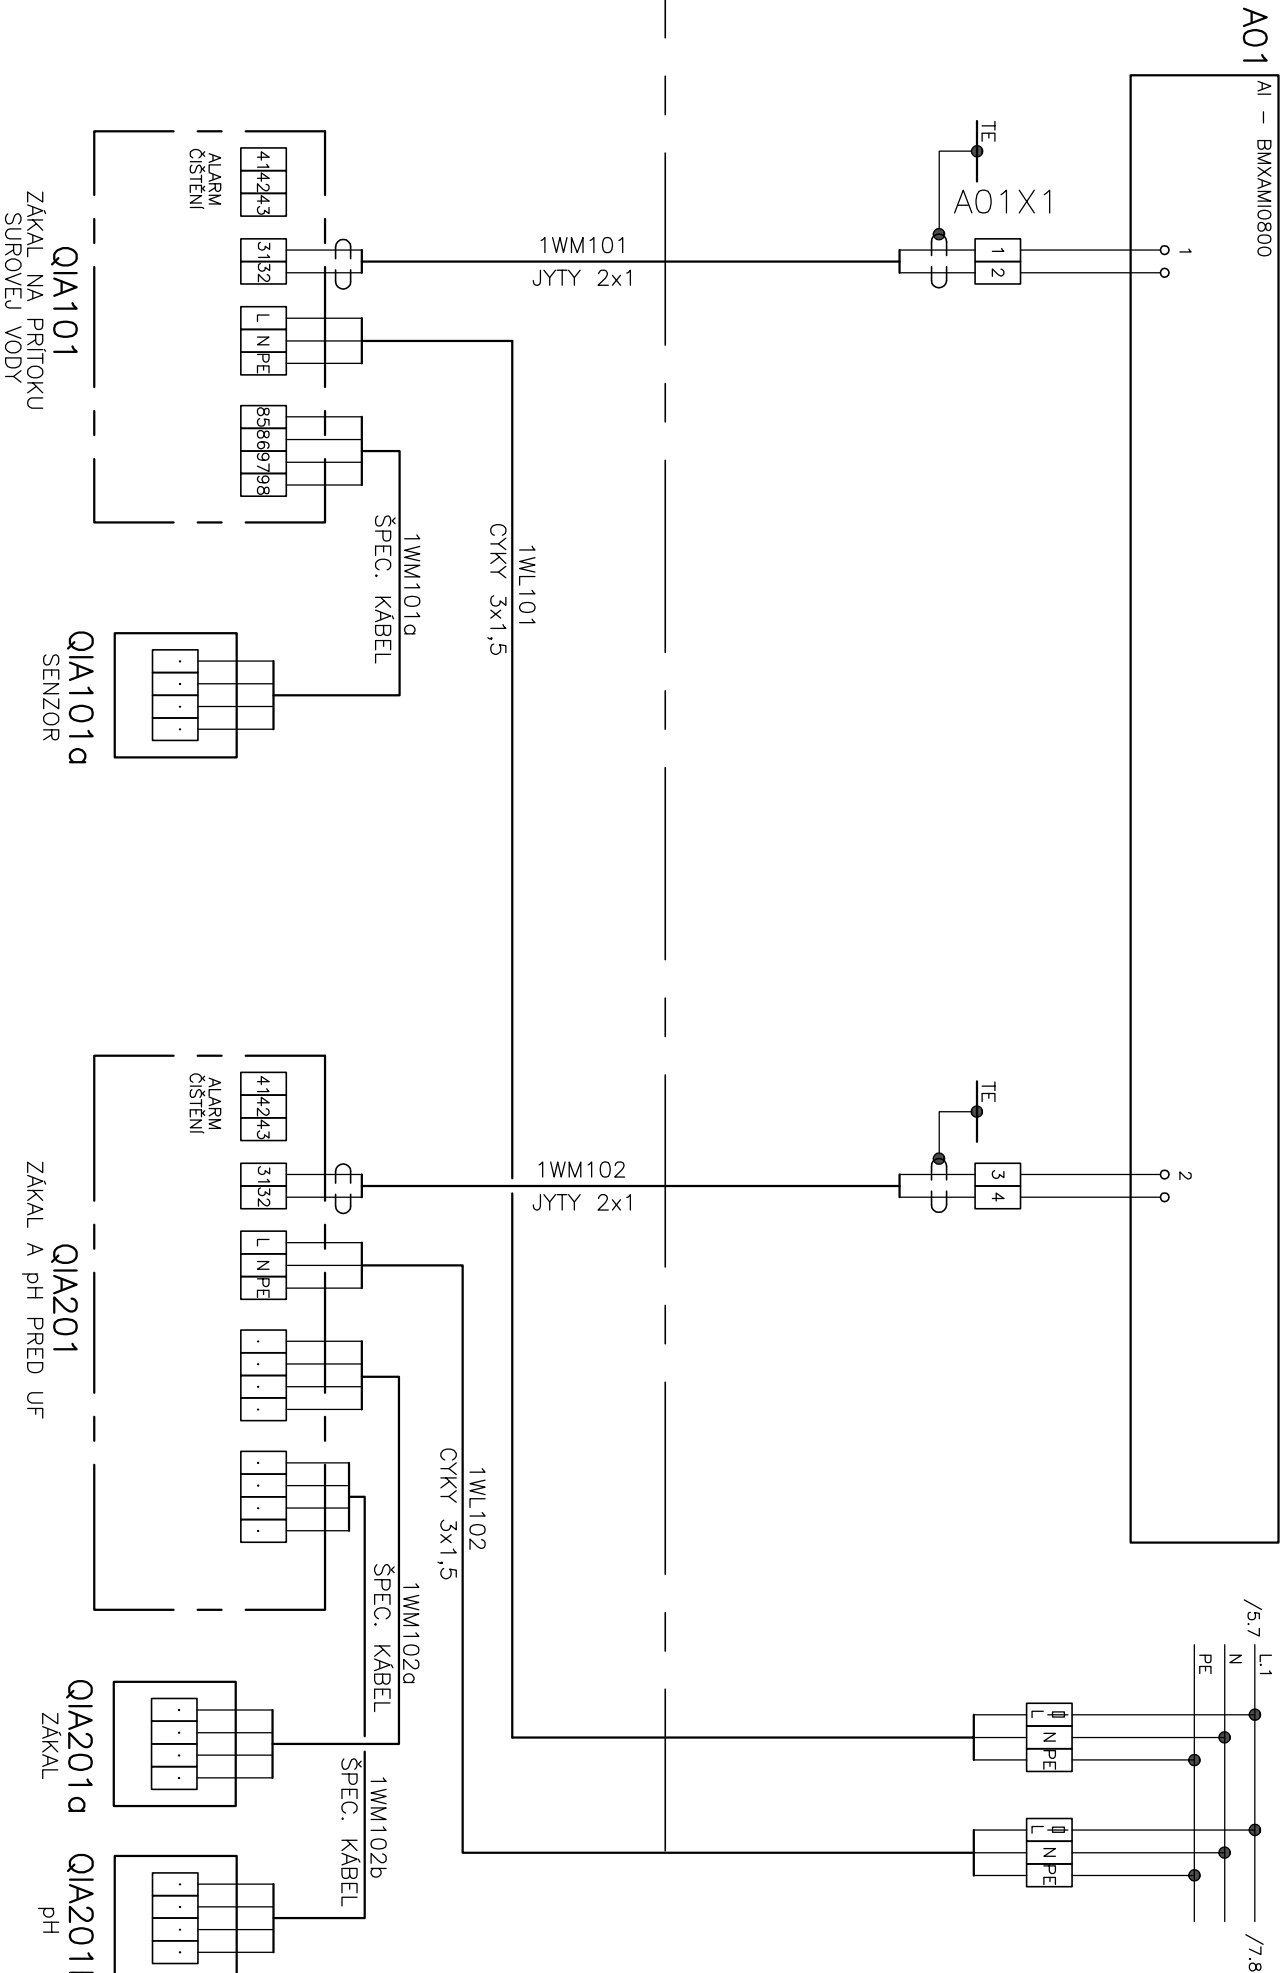 A01
AI - BMXAMI0800
1
2
TE
A01X1
1 2
TE
3 4
/5.7
L.1
N
PE
/7.8
L N PE
L N PE
1WM101
JYTY 2x1
1WM102
JYTY 2x1
1WL101
CYKY 3x1,5
1WL102
CYKY 3x1,5
1WM101a
ŠPEC. KÁBEL
1WM102a
ŠPEC. KÁBEL
1WM102b
ŠPEC. KÁBEL
41 42 43
31 32
L N PE
85 86 97 98
ALARM
ČIŠTĚNÍ
QIA101
ZÁKAL NA PRÍTOKU
SUROVEJ VODY
QIA101a
SENZOR
41 42 43
31 32
L N PE
ALARM
ČIŠTĚNÍ
QIA201
ZÁKAL A pH PRED UF
QIA201a
ZÁKAL
QIA201
pH